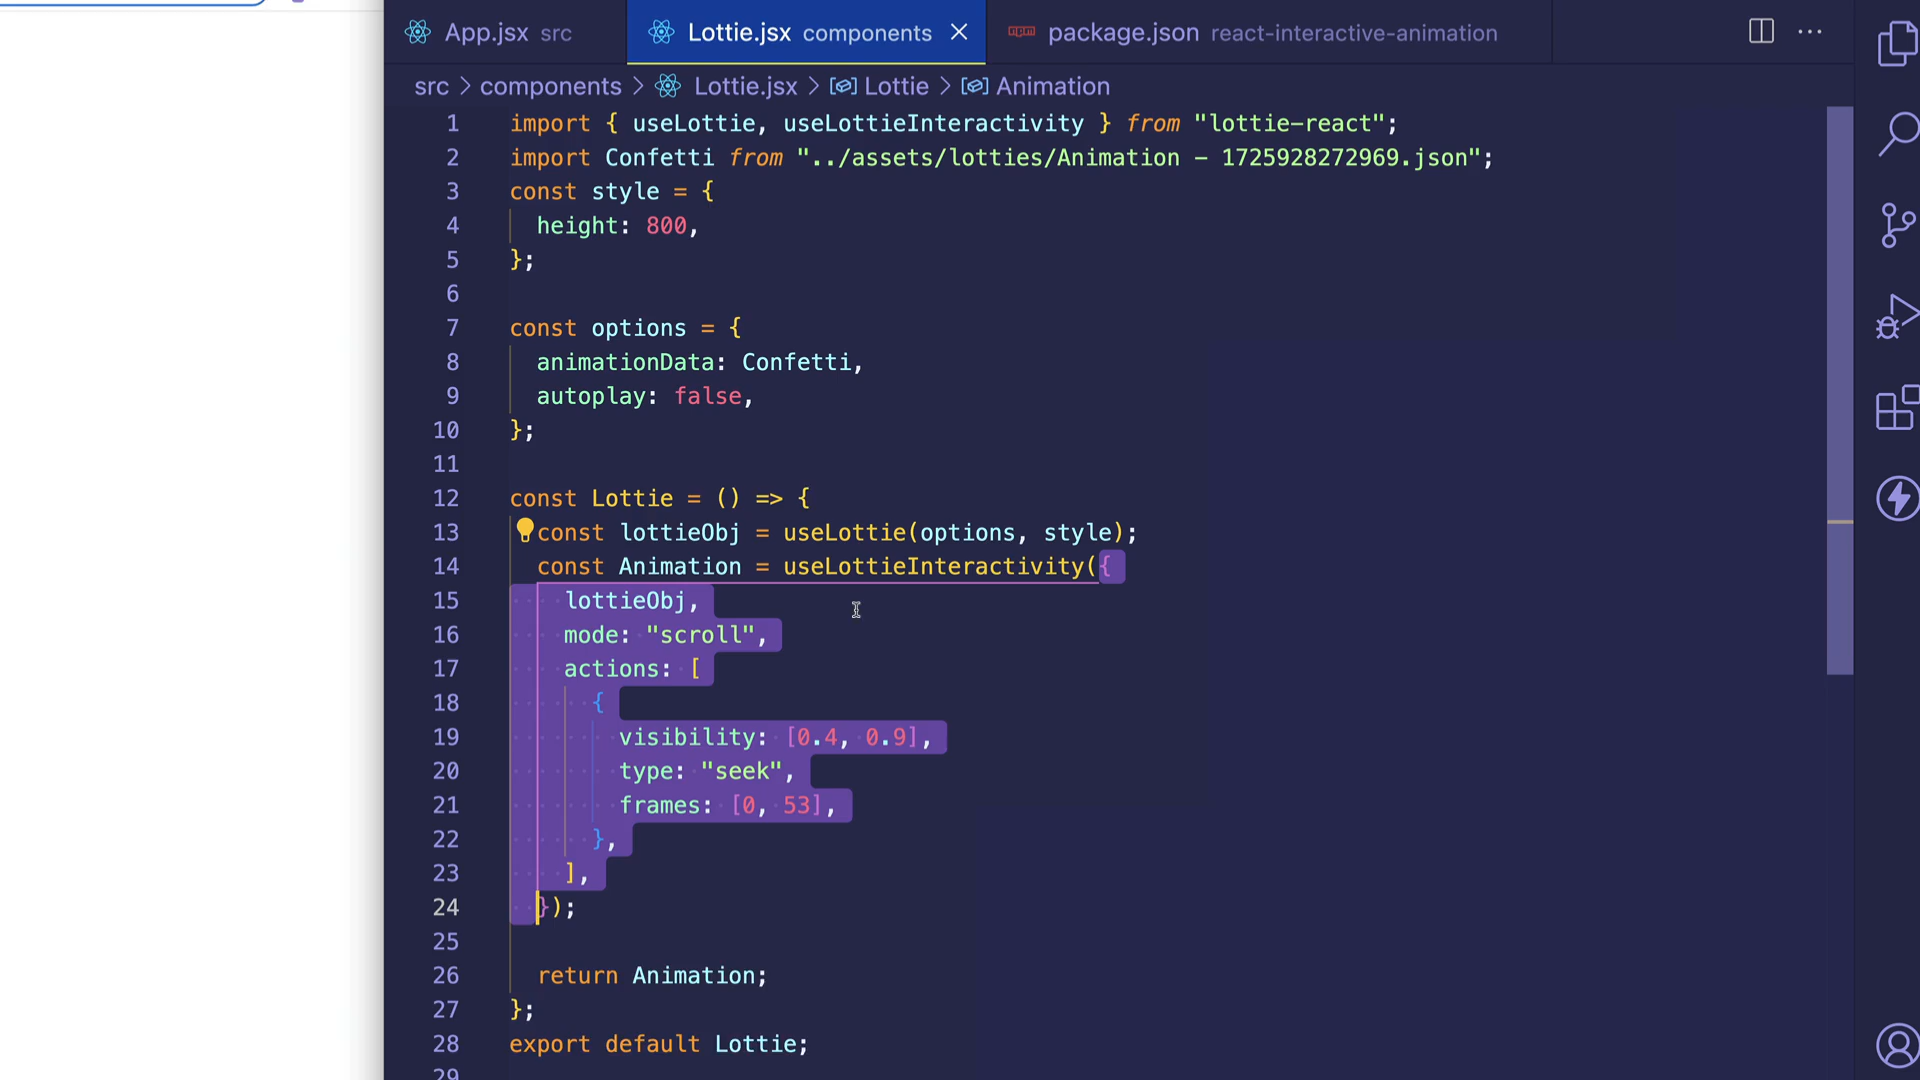 App.jsx src Lottie.jsx components package.json react-interactive-animation
src > components > Lottie.jsx > Lottie > Animation
1 import { useLottie, useLottieInteractivity } from "lottie-react";
2 import Confetti from "../assets/lotties/Animation - 1725928272969.json";
3 const style = {
4 height: 800,
5 };
6
7 const options = {
8 animationData: Confetti,
9 autoplay: false,
10 };
11
12 const Lottie = () => {
13 const lottieObj = useLottie(options, style);
14 const Animation = useLottieInteractivity({
15 lottieObj,
16 mode: "scroll",
17 actions: [
18 {
19 visibility: [0.4, 0.9],
20 type: "seek",
21 frames: [0, 53],
22 },
23 ],
24 });
25
26 return Animation;
27 };
28 export default Lottie;
29